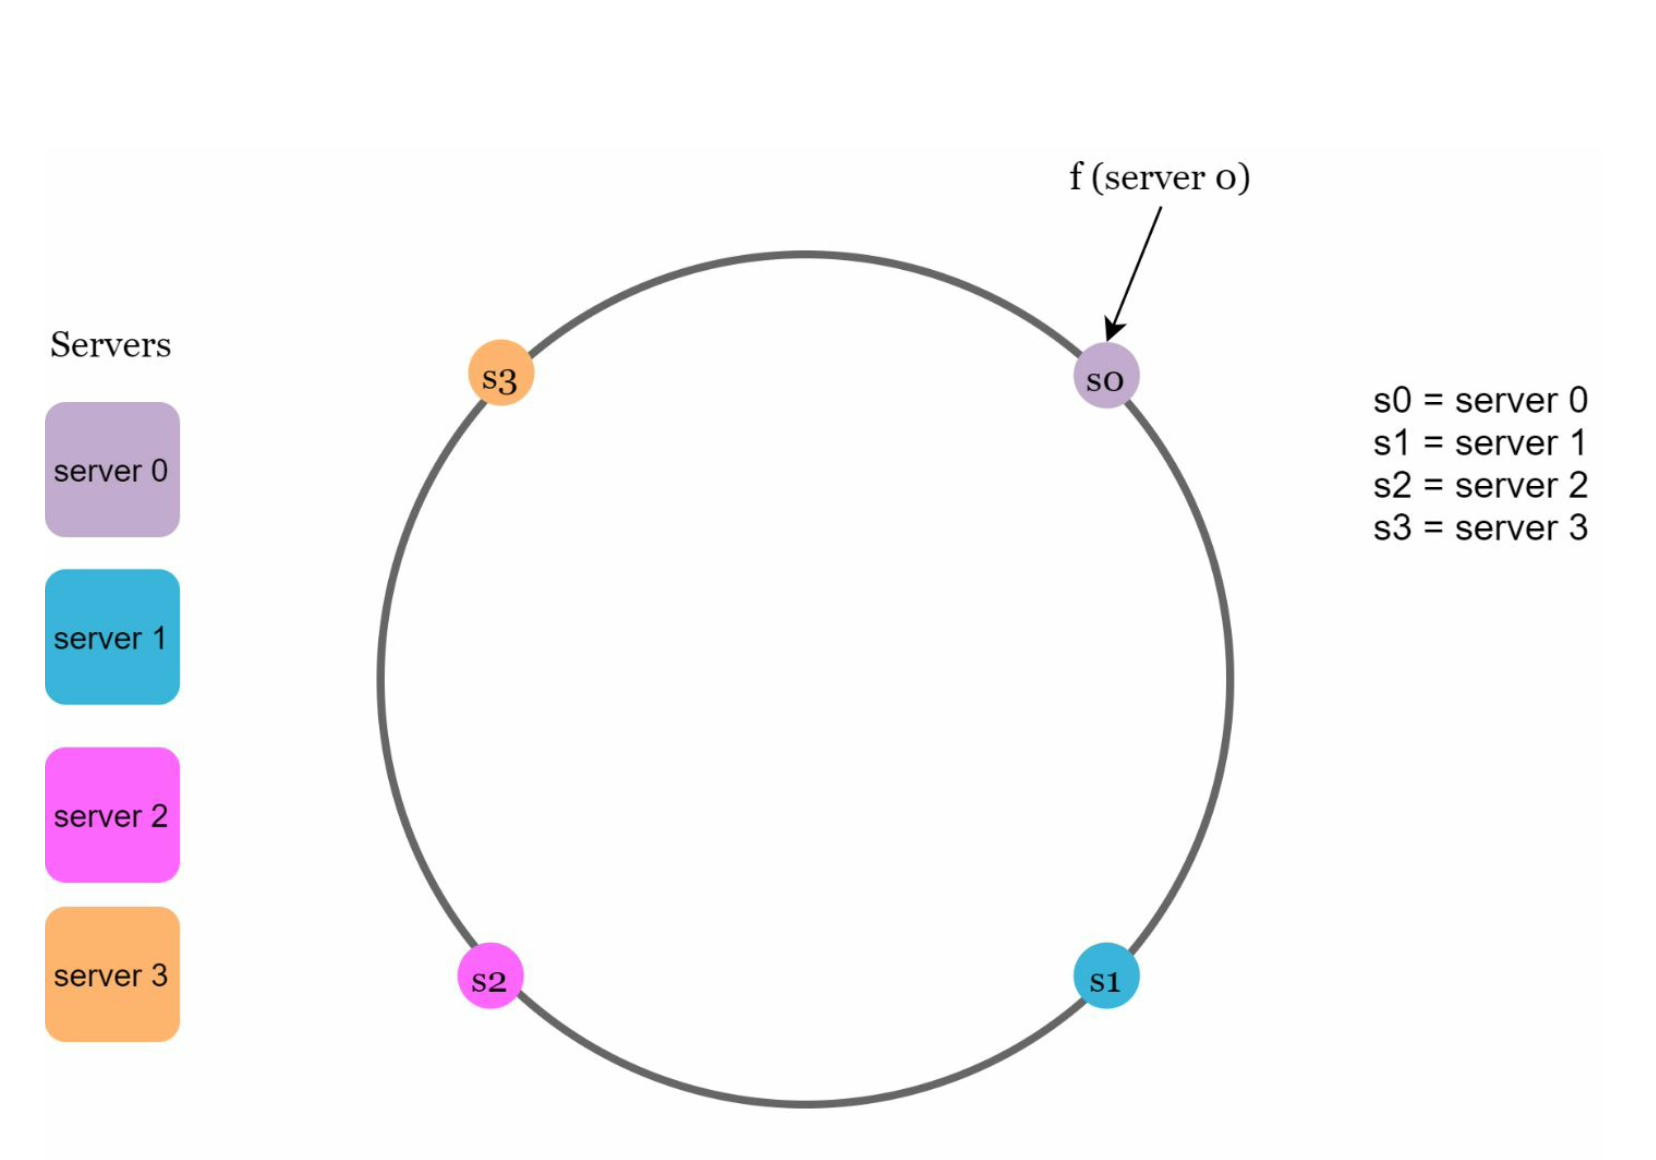 f (server 0)
Servers
server 0
server 1
server 2
server 3
s3
s0
s2
s1
s0 = server 0
s1 = server 1
s2 = server 2
s3 = server 3